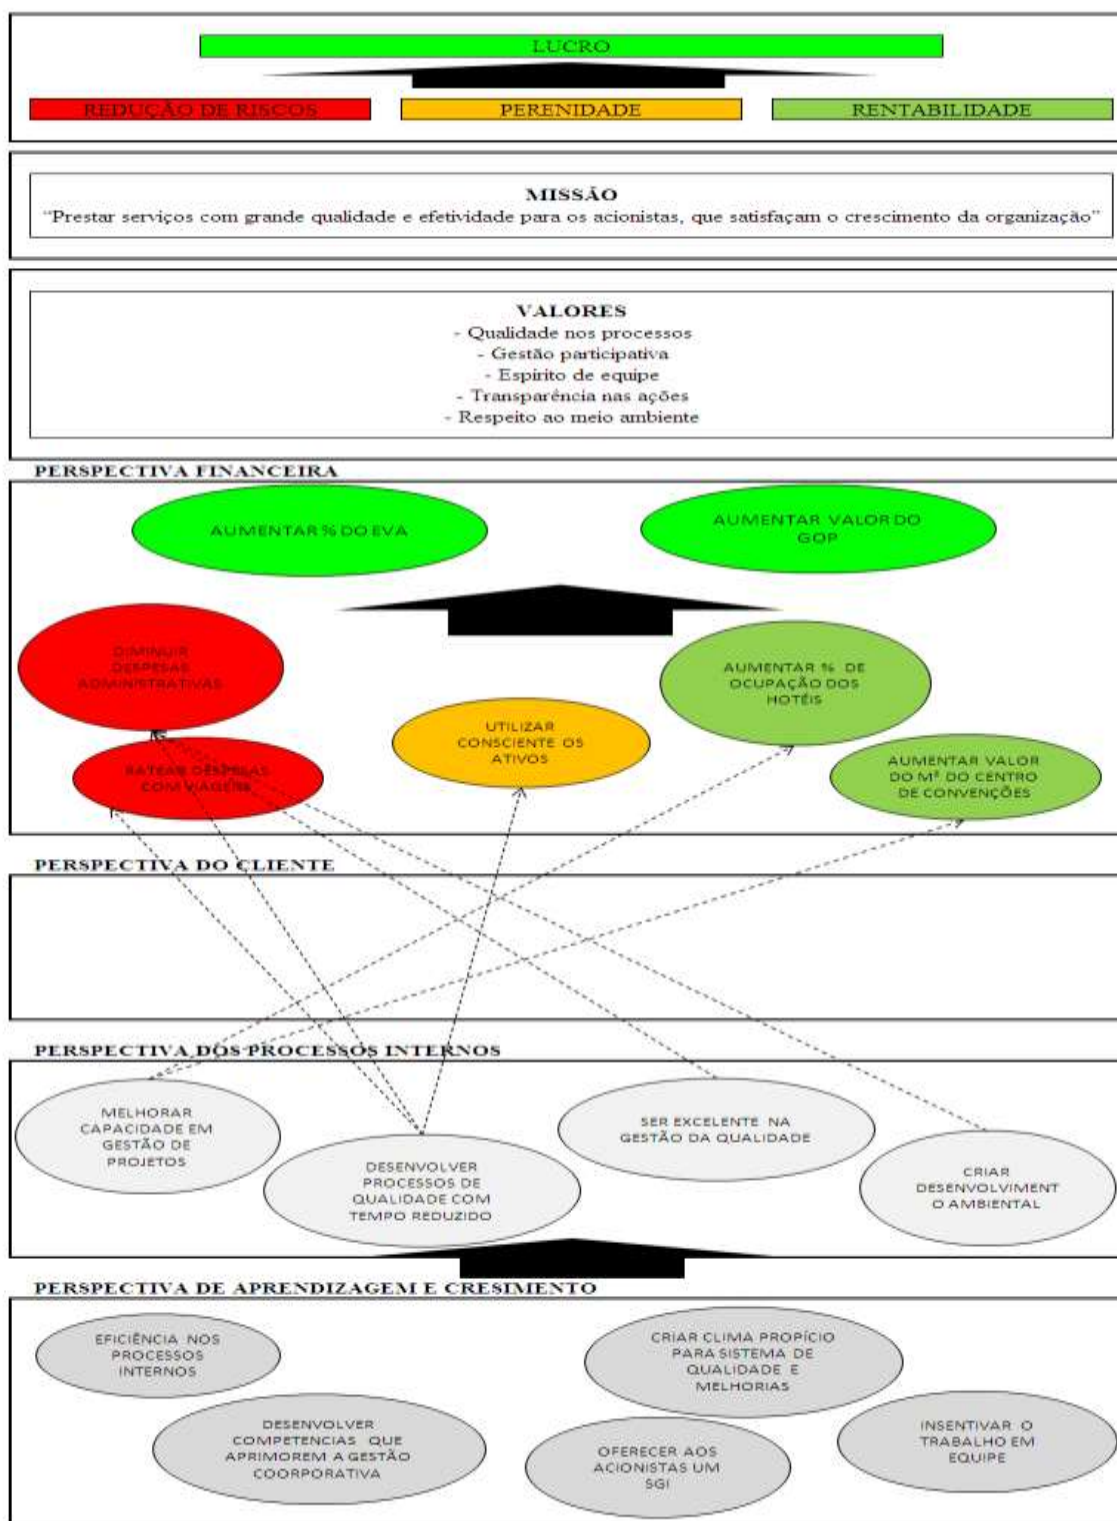 LUCRO
REDUÇÃO DE RISCOS
PERENIDADE
RENTABILIDADE
MISSÃO
“Prestar serviços com grande qualidade e efetividade para os acionistas, que satisfaçam o crescimento da organização”
VALORES
- Qualidade nos processos
- Gestão participativa
- Espírito de equipe
- Transparência nas ações
- Respeito ao meio ambiente
PERSPECTIVA FINANCEIRA
AUMENTAR % DO EVA
AUMENTAR VALOR DO
GOP
DIMINUIR
DESPESAS
ADMINISTRATIVAS
RATEAR DESPESAS
COM VIAGENS
UTILIZAR
CONSCIENTE OS
ATIVOS
AUMENTAR % DE
OCUPAÇÃO DOS
HOTÉIS
AUMENTAR VALOR
DO M² DO CENTRO
DE CONVENÇÕES
PERSPECTIVA DO CLIENTE
PERSPECTIVA DOS PROCESSOS INTERNOS
MELHORAR
CAPACIDADE EM
GESTÃO DE
PROJETOS
DESENVOLVER
PROCESSOS DE
QUALIDADE COM
TEMPO REDUZIDO
SER EXCELENTE NA
GESTÃO DA QUALIDADE
CRIAR
DESENVOLVIMENT
O AMBIENTAL
PERSPECTIVA DE APRENDIZAGEM E CRESIMENTO
EFICIÊNCIA NOS
PROCESSOS
INTERNOS
DESENVOLVER
COMPETENCIAS QUE
APRIMOREM A GESTÃO
COORPORATIVA
CRIAR CLIMA PROPÍCIO
PARA SISTEMA DE
QUALIDADE E
MELHORIAS
OFERECER AOS
ACIONISTAS UM
SGI
INSENTIVAR O
TRABALHO EM
EQUIPE